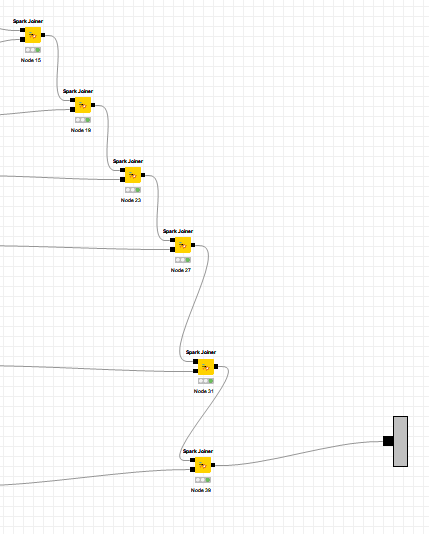 Spark Joiner
Node 15
Spark Joiner
Node 19
Spark Joiner
Node 23
Spark Joiner
Node 27
Spark Joiner
Node 31
Spark Joiner
Node 39